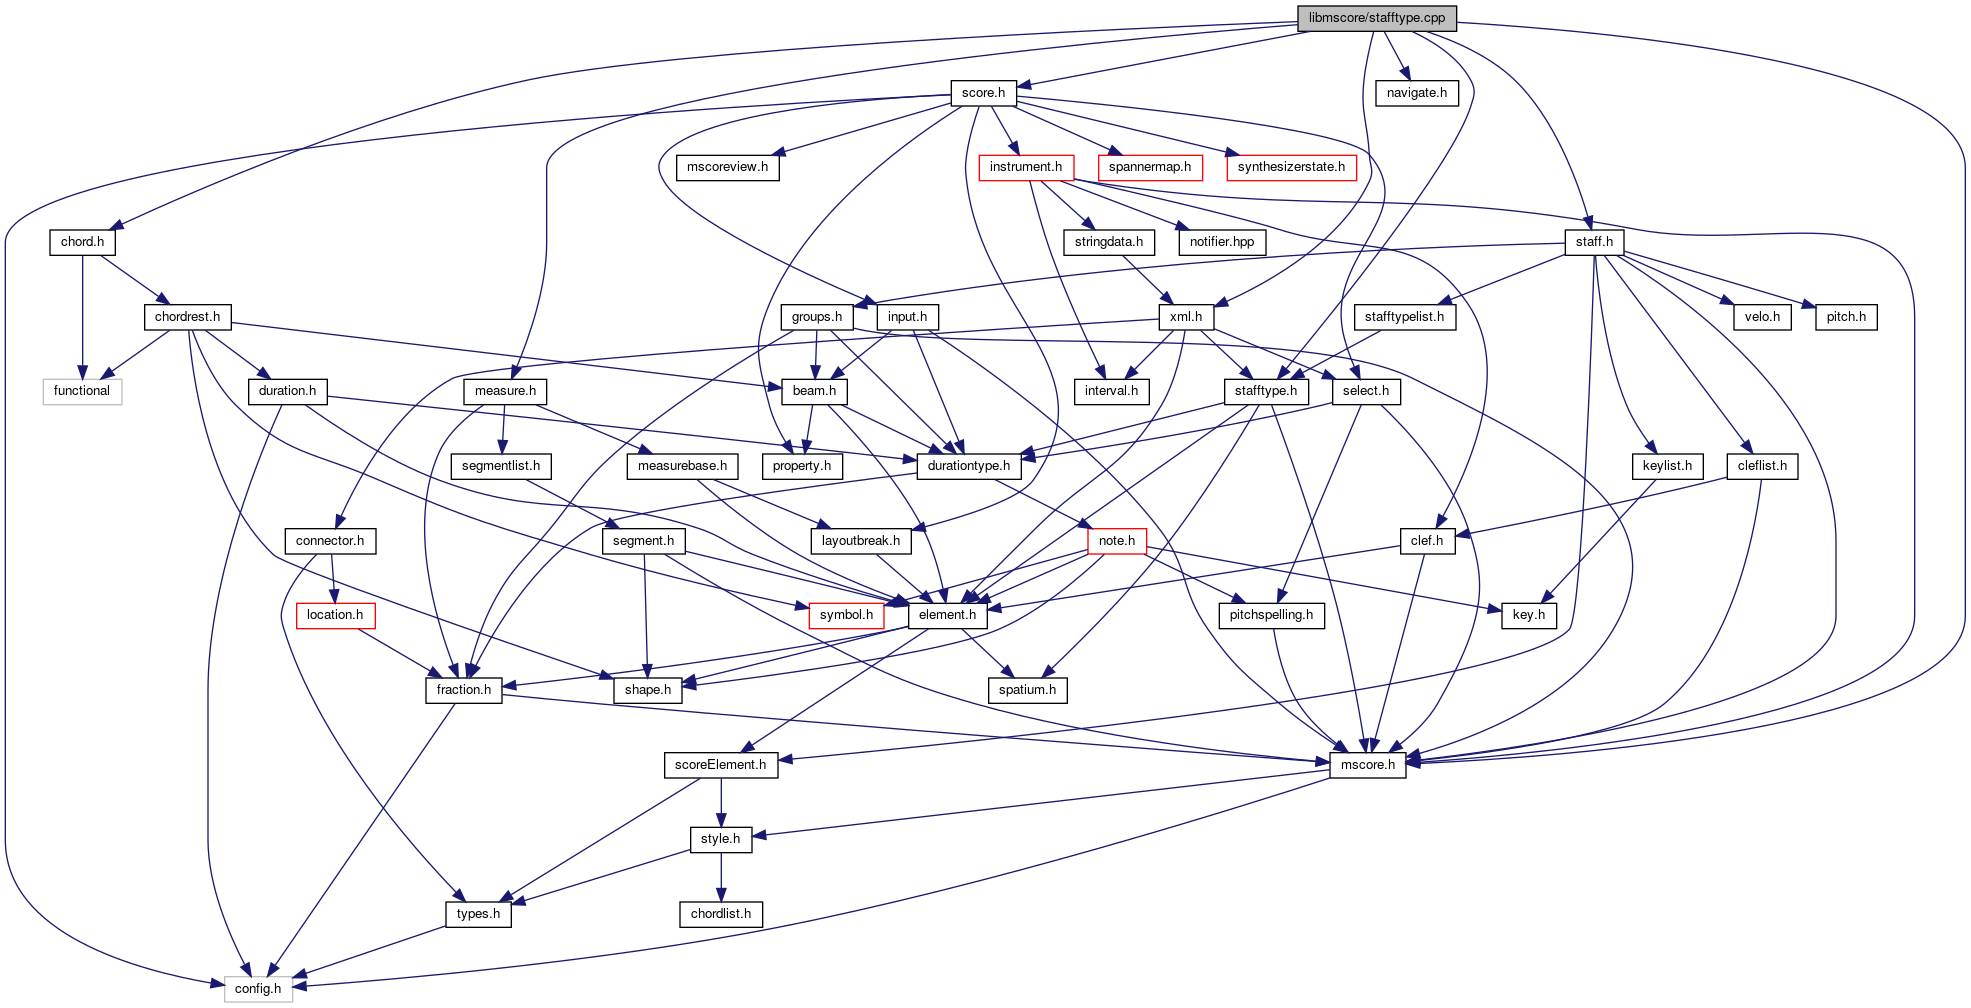 libmscore/stafftype.cpp
score.h
navigate.h
mscoreview.h
instrument.h
spannermap.h
synthesizerstate.h
chord.h
stringdata.h
notifier.hpp
staff.h
chordrest.h
groups.h
input.h
xml.h
stafftypelist.h
velo.h
pitch.h
functional
duration.h
measure.h
beam.h
interval.h
stafftype.h
select.h
segmentlist.h
measurebase.h
property.h
durationtype.h
keylist.h
cleflist.h
connector.h
segment.h
layoutbreak.h
note.h
clef.h
location.h
symbol.h
element.h
pitchspelling.h
key.h
fraction.h
shape.h
spatium.h
scoreElement.h
mscore.h
style.h
types.h
chordlist.h
config.h